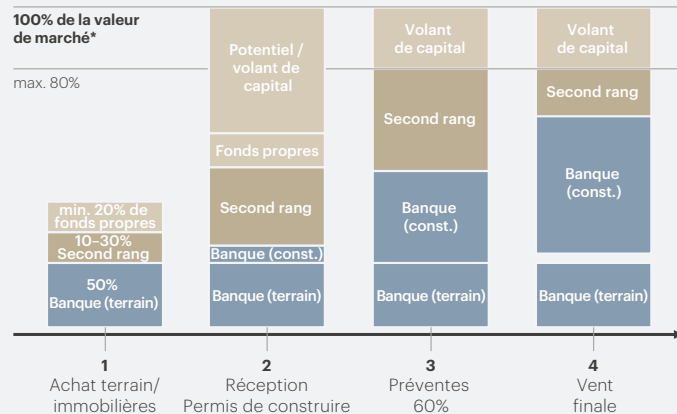 100% de la valeur
de marché*
max. 80%
min. 20% de
fonds propres
10–30%
Second rang
50%
Banque (terrain)
Potentiel /
volant de
capital
Fonds propres
Second rang
Banque (const.)
Banque (terrain)
Volant
de capital
Second rang
Banque
(const.)
Banque (terrain)
Volant
de capital
Second rang
Banque
(const.)
Banque (terrain)
1
Achat terrain/
immobilières
2
Réception
Permis de construire
3
Préventes
60%
4
Vent
finale